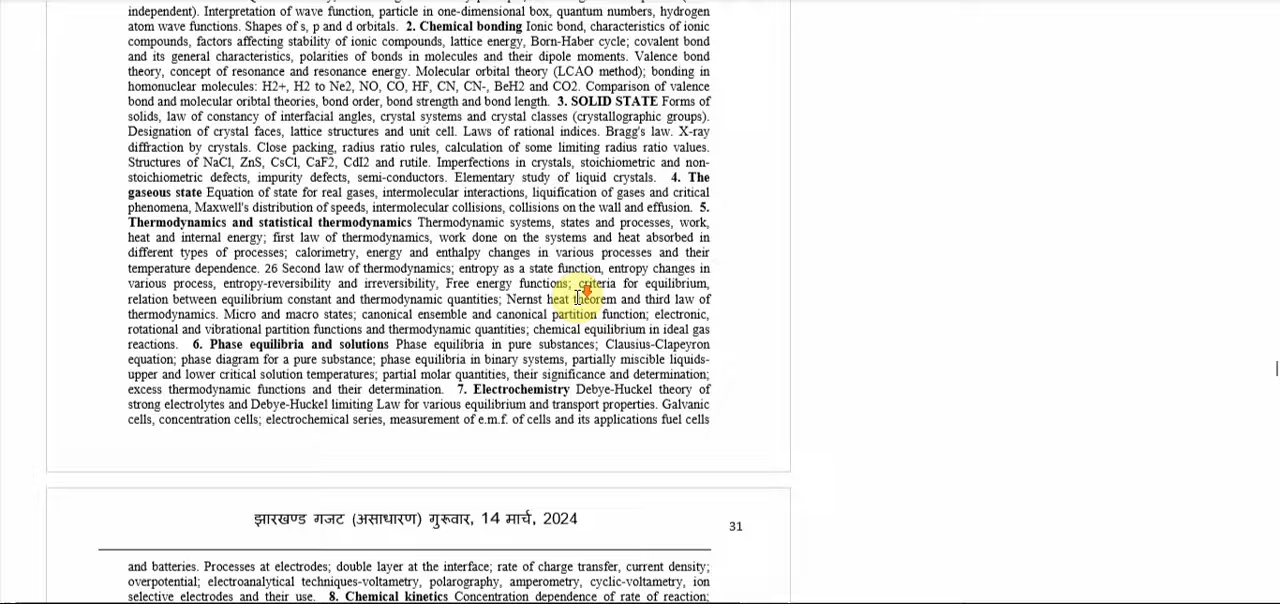 independent). Interpretation of wave function, particle in one-dimensional box, quantum numbers, hydrogen
atom wave functions. Shapes of s, p and d orbitals. 2. Chemical bonding Ionic bond, characteristics of ionic
compounds, factors affecting stability of ionic compounds, lattice energy, Born-Haber cycle; covalent bond
and its general characteristics, polarities of bonds in molecules and their dipole moments. Valence bond
theory, concept of resonance and resonance energy. Molecular orbital theory (LCAO method); bonding in
homonuclear molecules: H2+, H2 to Ne2, NO, CO, HF, CN, CN-, BeH2 and CO2. Comparison of valence
bond and molecular oribtal theories, bond order, bond strength and bond length. 3. SOLID STATE Forms of
solids, law of constancy of interfacial angles, crystal systems and crystal classes (crystallographic groups).
Designation of crystal faces, lattice structures and unit cell. Laws of rational indices. Bragg's law. X-ray
diffraction by crystals. Close packing, radius ratio rules, calculation of some limiting radius ratio values.
Structures of NaCl, ZnS, CsCl, CaF2, CdI2 and rutile. Imperfections in crystals, stoichiometric and non-
stoichiometric defects, impurity defects, semi-conductors. Elementary study of liquid crystals. 4. The
gaseous state Equation of state for real gases, intermolecular interactions, liquification of gases and critical
phenomena, Maxwell's distribution of speeds, intermolecular collisions, collisions on the wall and effusion. 5.
Thermodynamics and statistical thermodynamics Thermodynamic systems, states and processes, work,
heat and internal energy; first law of thermodynamics, work done on the systems and heat absorbed in
different types of processes; calorimetry, energy and enthalpy changes in various processes and their
temperature dependence. 26 Second law of thermodynamics; entropy as a state function, entropy changes in
various process, entropy-reversibility and irreversibility, Free energy functions; criteria for equilibrium,
relation between equilibrium constant and thermodynamic quantities; Nernst heat theorem and third law of
thermodynamics. Micro and macro states; canonical ensemble and canonical partition function; electronic,
rotational and vibrational partition functions and thermodynamic quantities; chemical equilibrium in ideal gas
reactions. 6. Phase equilibria and solutions Phase equilibria in pure substances; Clausius-Clapeyron
equation; phase diagram for a pure substance; phase equilibria in binary systems, partially miscible liquids-
upper and lower critical solution temperatures; partial molar quantities, their significance and determination;
excess thermodynamic functions and their determination. 7. Electrochemistry Debye-Huckel theory of
strong electrolytes and Debye-Huckel limiting Law for various equilibrium and transport properties. Galvanic
cells, concentration cells; electrochemical series, measurement of e.m.f. of cells and its applications fuel cells
झारखण्ड गजट (असाधारण) गुरूवार, 14 मार्च, 2024
31
and batteries. Processes at electrodes; double layer at the interface; rate of charge transfer, current density;
overpotential; electroanalytical techniques-voltametry, polarography, amperometry, cyclic-voltametry, ion
selective electrodes and their use. 8. Chemical kinetics Concentration dependence of rate of reaction;